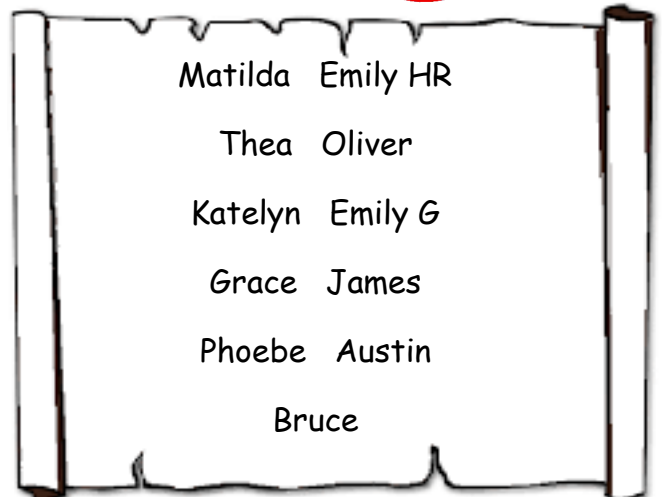 Matilda Emily HR
Thea Oliver
Katelyn Emily G
Grace James
Phoebe Austin
Bruce